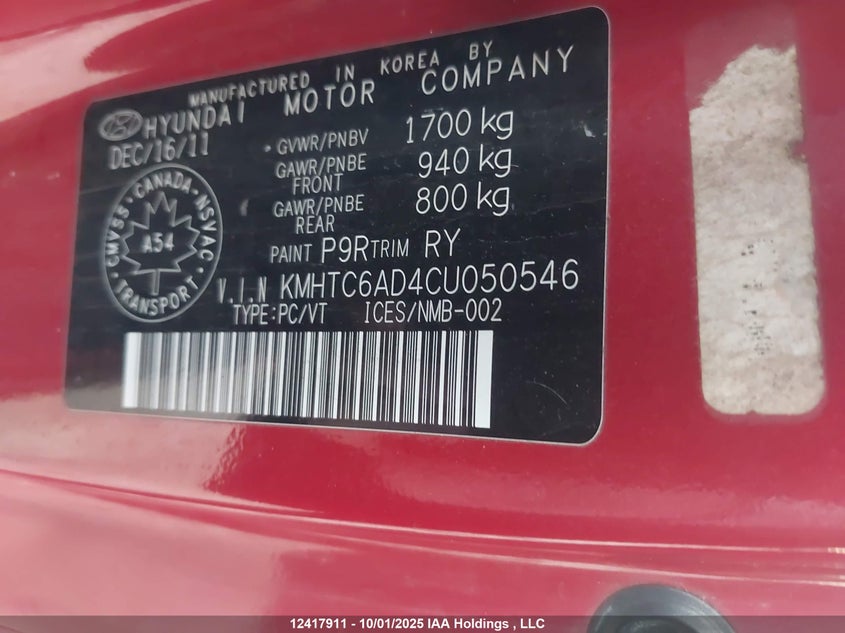 MANUFACTURED IN KOREA BY
HYUNDAI MOTOR COMPANY
DEC/16/11
GVWR/PNBV 1700 kg
GAWR/PNBE FRONT 940 kg
GAWR/PNBE REAR 800 kg
CANADA
CMVSS NSVAC
A54
TRANSPORT
PAINT P9R TRIM RY
V.I.N KMHTC6AD4CU050546
TYPE:PC/VT ICES/NMB-002
12417911 - 10/01/2025 IAA Holdings , LLC